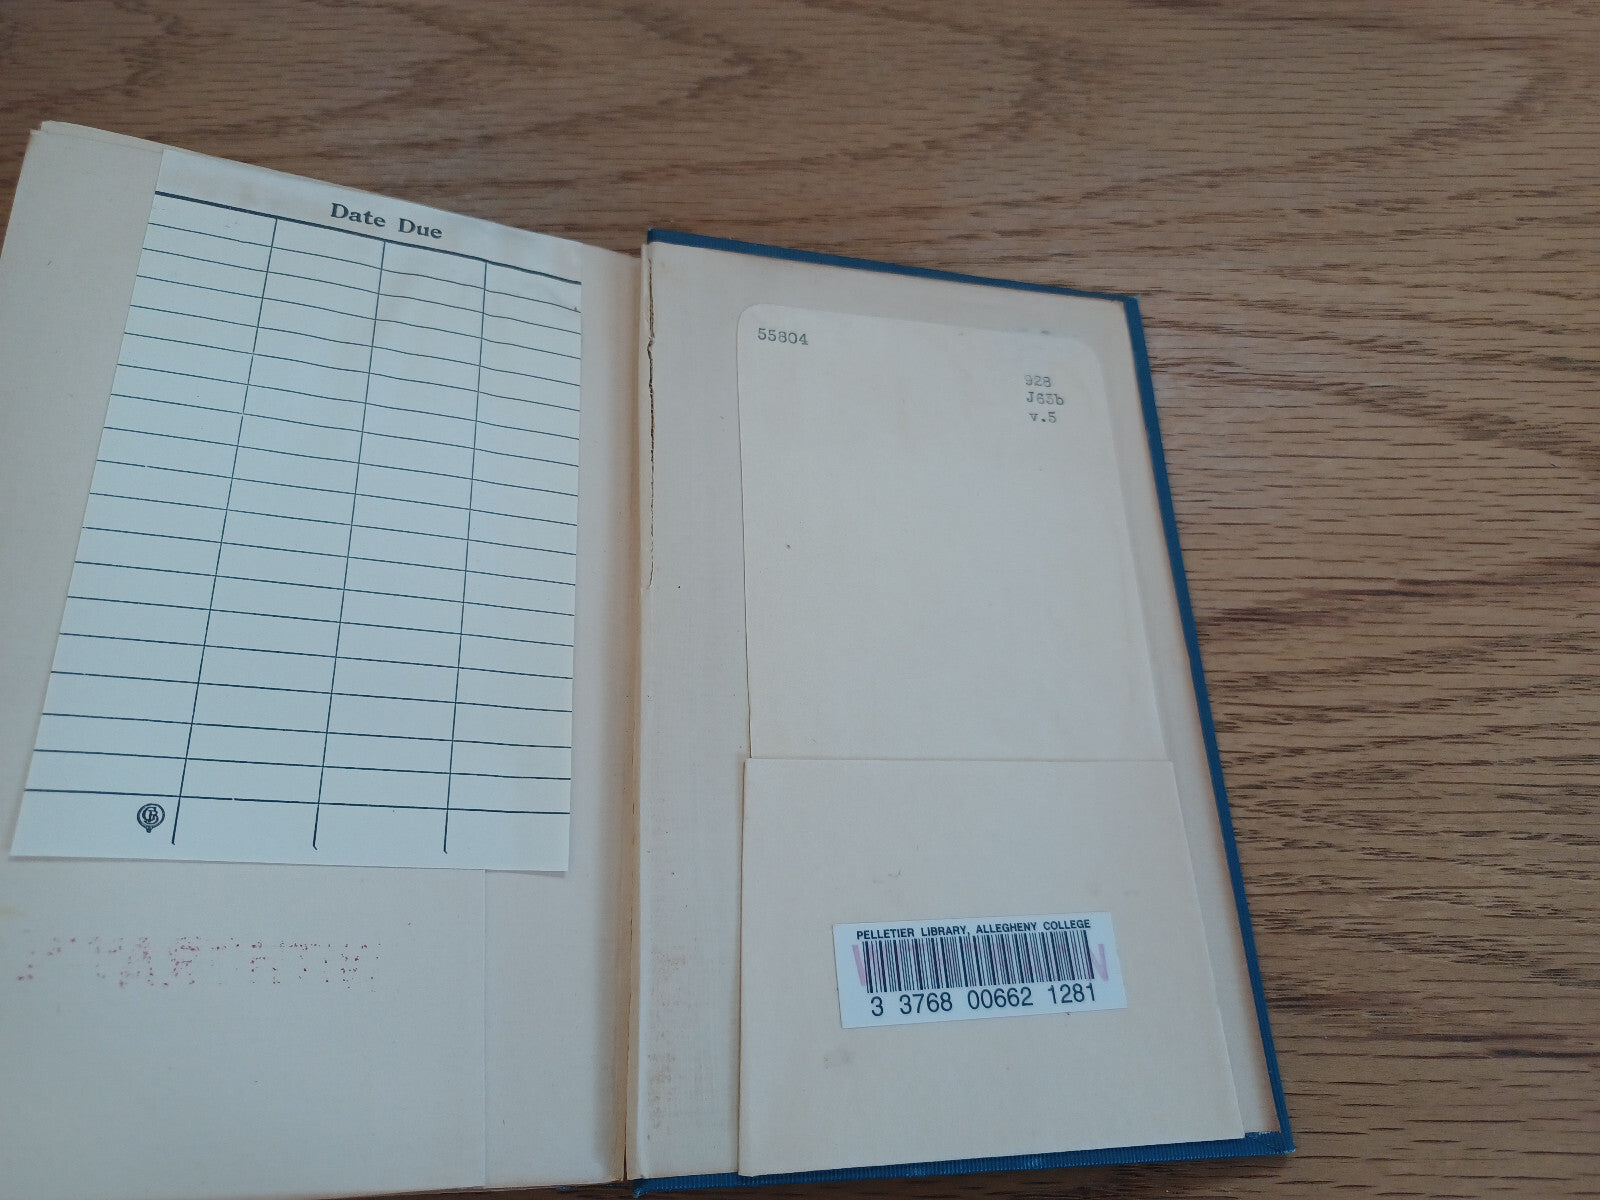 Date Due
55804
928
J63b
v.5
PELLETIER LIBRARY, ALLEGHENY COLLEGE
3 3768 00662 1281